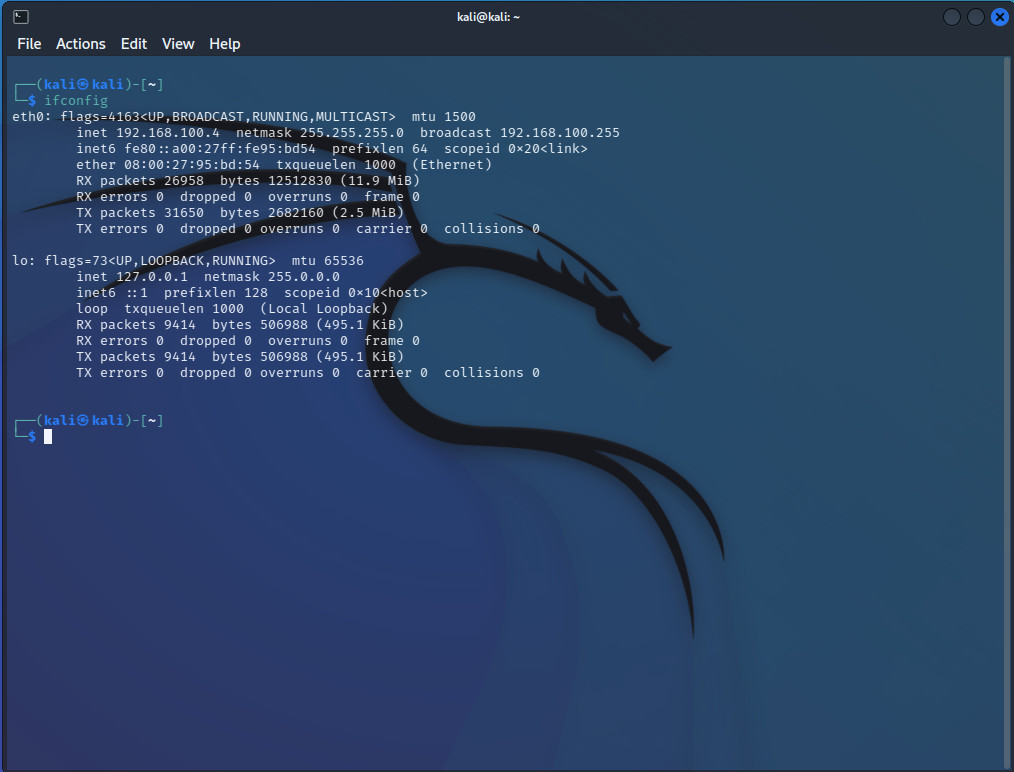 kali@kali: ~
File Actions Edit View Help
┌──(kali㉿kali)-[~]
└─$ ifconfig
eth0: flags=4163<UP,BROADCAST,RUNNING,MULTICAST>  mtu 1500
        inet 192.168.100.4  netmask 255.255.255.0  broadcast 192.168.100.255
        inet6 fe80::a00:27ff:fe95:bd54  prefixlen 64  scopeid 0×20<link>
        ether 08:00:27:95:bd:54  txqueuelen 1000  (Ethernet)
        RX packets 26958  bytes 12512830 (11.9 MiB)
        RX errors 0  dropped 0  overruns 0  frame 0
        TX packets 31650  bytes 2682160 (2.5 MiB)
        TX errors 0  dropped 0 overruns 0  carrier 0  collisions 0
lo: flags=73<UP,LOOPBACK,RUNNING>  mtu 65536
        inet 127.0.0.1  netmask 255.0.0.0
        inet6 ::1  prefixlen 128  scopeid 0×10<host>
        loop  txqueuelen 1000  (Local Loopback)
        RX packets 9414  bytes 506988 (495.1 KiB)
        RX errors 0  dropped 0  overruns 0  frame 0
        TX packets 9414  bytes 506988 (495.1 KiB)
        TX errors 0  dropped 0 overruns 0  carrier 0  collisions 0
┌──(kali㉿kali)-[~]
└─$